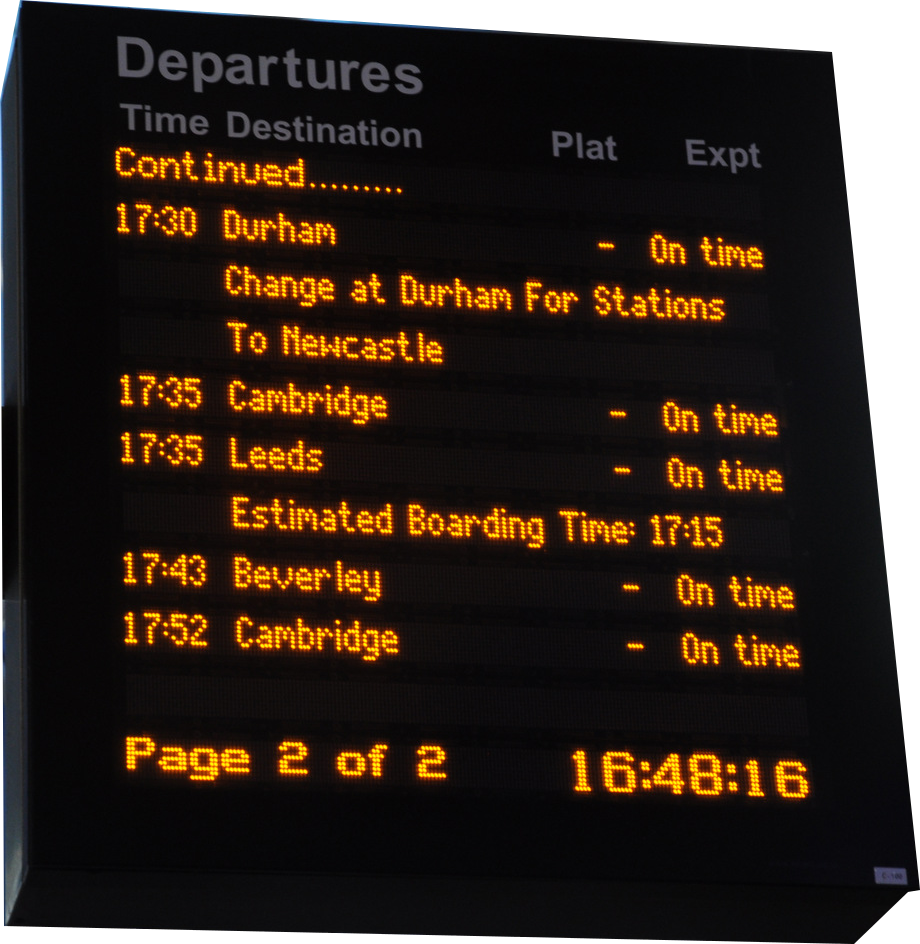 Departures
Time Destination Plat Expt
Continued.........
17:30 Durham - On time
Change at Durham For Stations
To Newcastle
17:35 Cambridge - On time
17:35 Leeds - On time
Estimated Boarding Time: 17:15
17:43 Beverley - On time
17:52 Cambridge - On time
Page 2 of 2 16:48:16